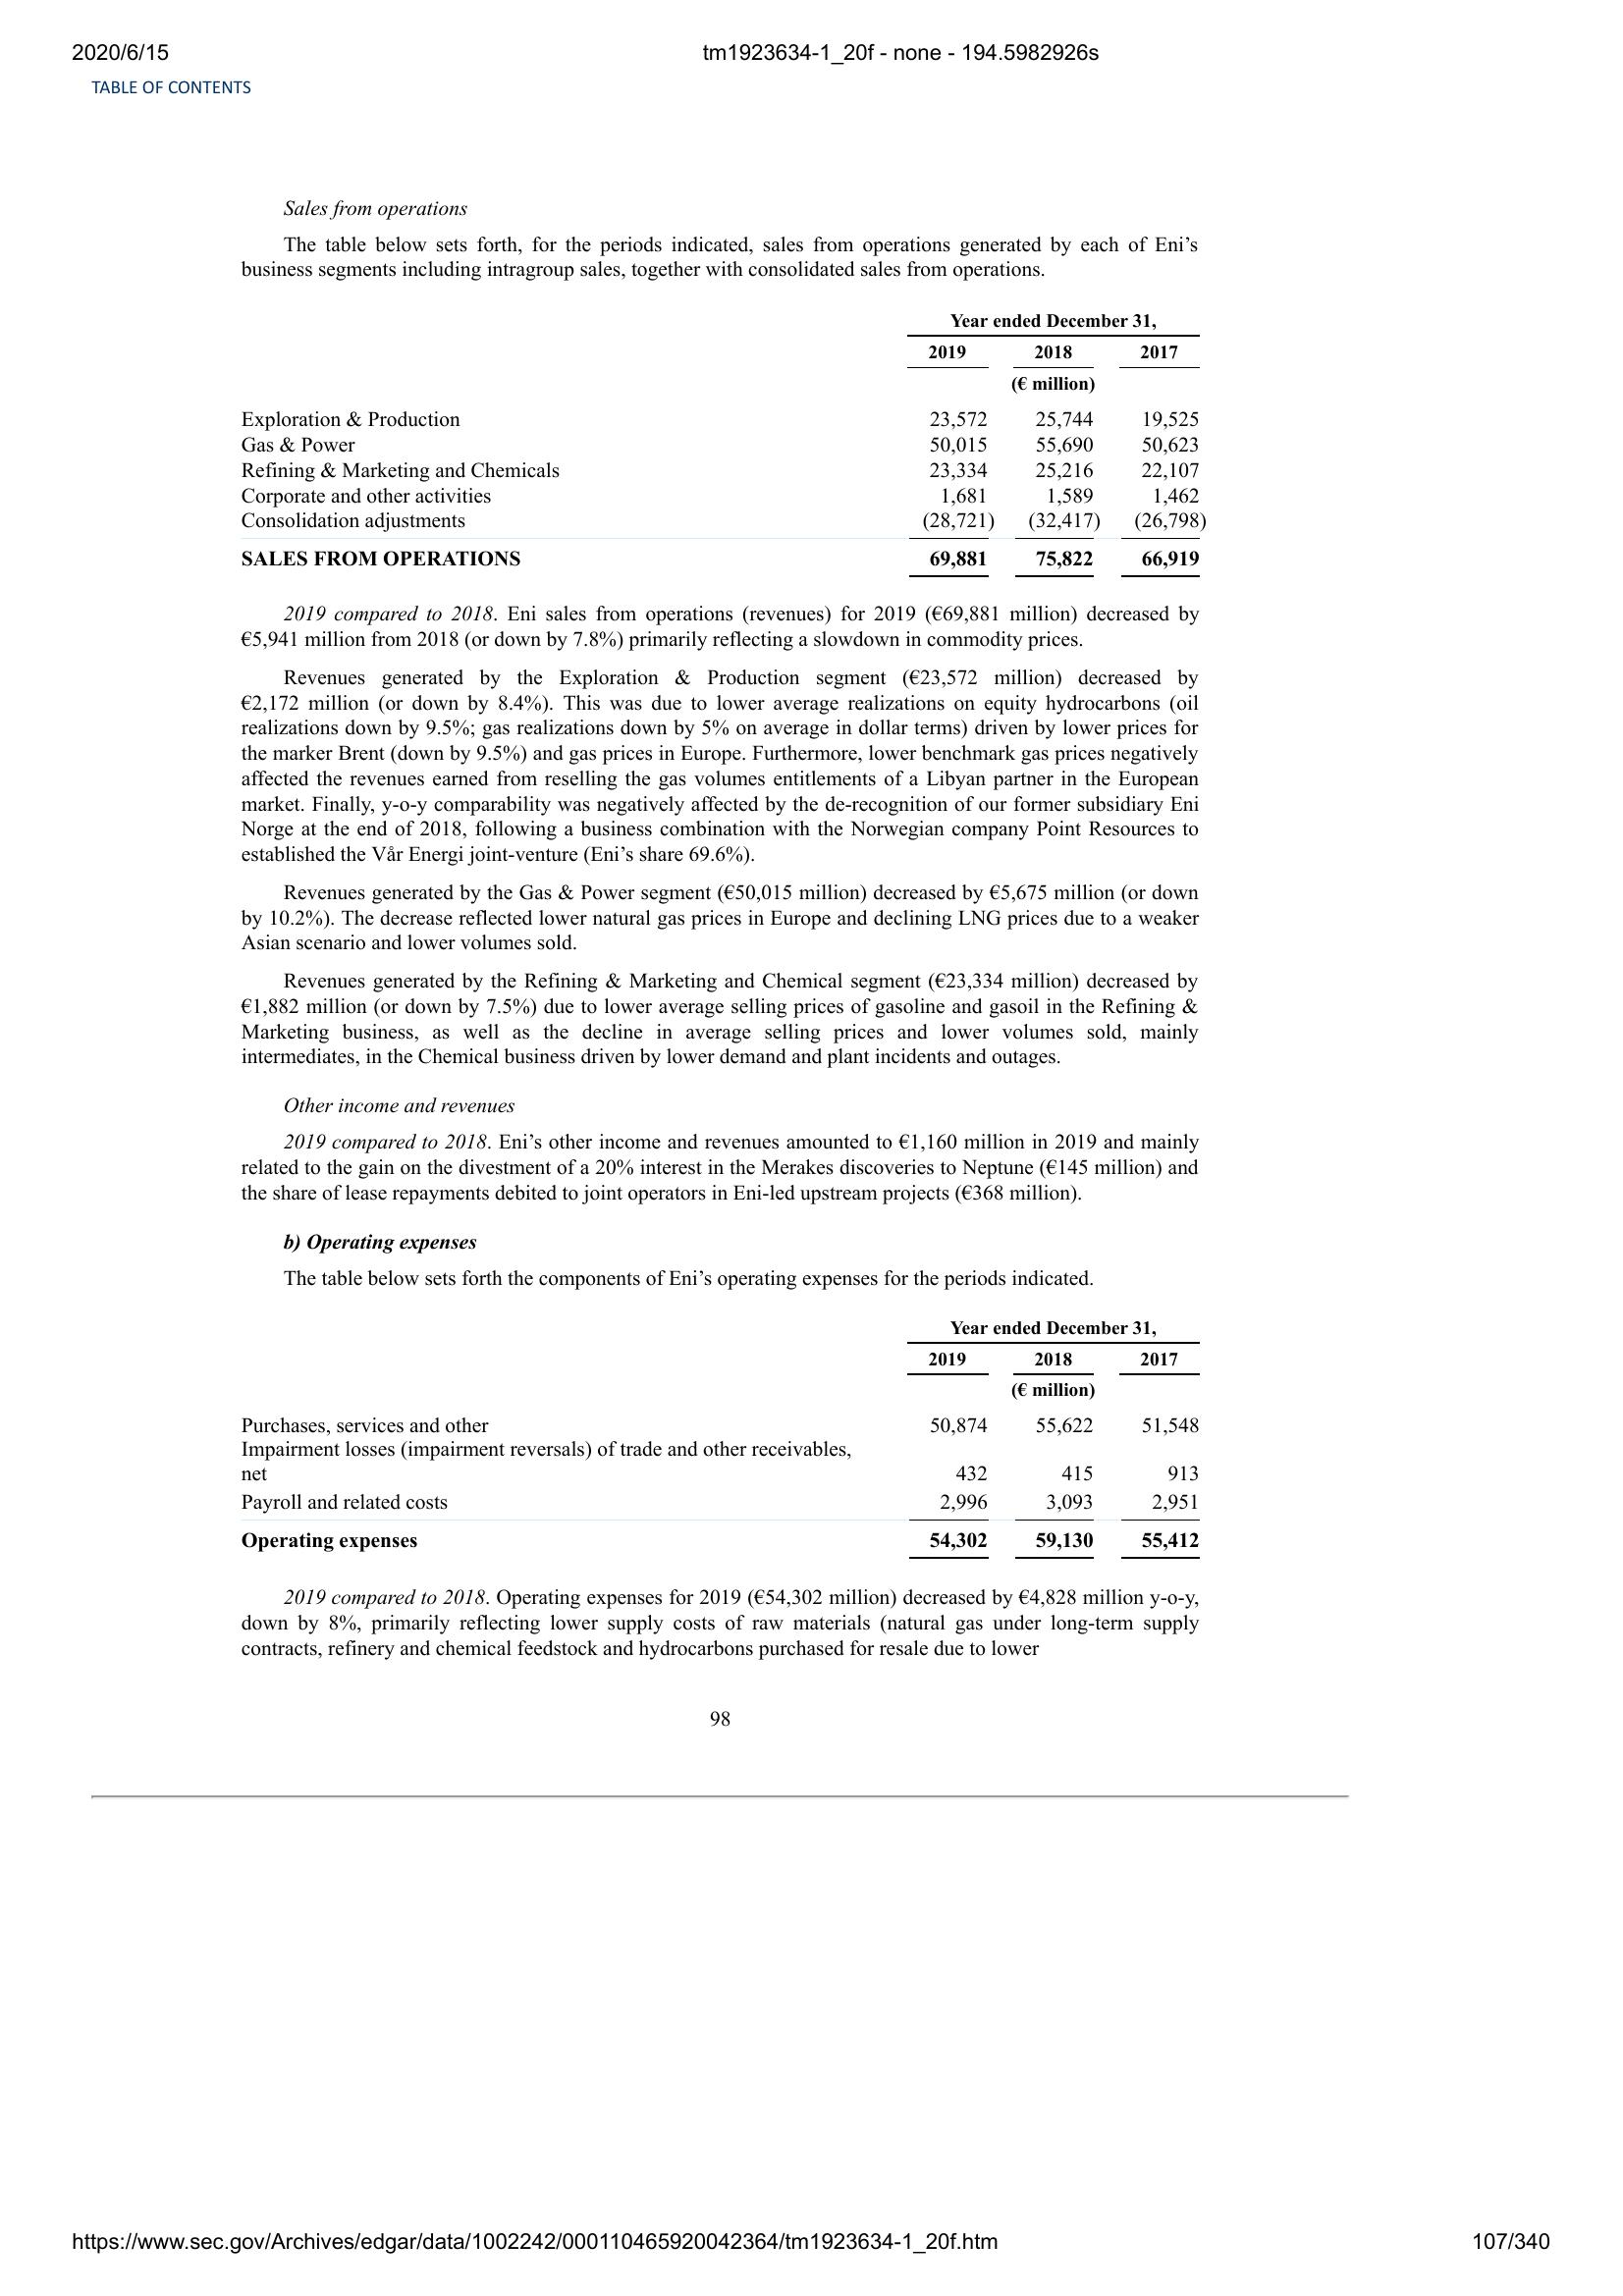 2020/6/15 tm1923634-1_20f - none - 194.5982926s
TABLE OF CONTENTS
Sales from operations
The table below sets forth, for the periods indicated, sales from operations generated by each of Eni’s
business segments including intragroup sales, together with consolidated sales from operations.
Year ended December 31,
2019 2018 2017
(€ million)
Exploration & Production 23,572 25,744 19,525
Gas & Power 50,015 55,690 50,623
Refining & Marketing and Chemicals 23,334 25,216 22,107
Corporate and other activities 1,681 1,589 1,462
Consolidation adjustments (28,721) (32,417) (26,798)
SALES FROM OPERATIONS 69,881 75,822 66,919
2019 compared to 2018. Eni sales from operations (revenues) for 2019 (€69,881 million) decreased by
€5,941 million from 2018 (or down by 7.8%) primarily reflecting a slowdown in commodity prices.
Revenues generated by the Exploration & Production segment (€23,572 million) decreased by
€2,172 million (or down by 8.4%). This was due to lower average realizations on equity hydrocarbons (oil
realizations down by 9.5%; gas realizations down by 5% on average in dollar terms) driven by lower prices for
the marker Brent (down by 9.5%) and gas prices in Europe. Furthermore, lower benchmark gas prices negatively
affected the revenues earned from reselling the gas volumes entitlements of a Libyan partner in the European
market. Finally, y-o-y comparability was negatively affected by the de-recognition of our former subsidiary Eni
Norge at the end of 2018, following a business combination with the Norwegian company Point Resources to
established the Vår Energi joint-venture (Eni’s share 69.6%).
Revenues generated by the Gas & Power segment (€50,015 million) decreased by €5,675 million (or down
by 10.2%). The decrease reflected lower natural gas prices in Europe and declining LNG prices due to a weaker
Asian scenario and lower volumes sold.
Revenues generated by the Refining & Marketing and Chemical segment (€23,334 million) decreased by
€1,882 million (or down by 7.5%) due to lower average selling prices of gasoline and gasoil in the Refining &
Marketing business, as well as the decline in average selling prices and lower volumes sold, mainly
intermediates, in the Chemical business driven by lower demand and plant incidents and outages.
Other income and revenues
2019 compared to 2018. Eni’s other income and revenues amounted to €1,160 million in 2019 and mainly
related to the gain on the divestment of a 20% interest in the Merakes discoveries to Neptune (€145 million) and
the share of lease repayments debited to joint operators in Eni-led upstream projects (€368 million).
b) Operating expenses
The table below sets forth the components of Eni’s operating expenses for the periods indicated.
Year ended December 31,
2019 2018 2017
(€ million)
Purchases, services and other 50,874 55,622 51,548
Impairment losses (impairment reversals) of trade and other receivables,
net 432 415 913
Payroll and related costs 2,996 3,093 2,951
Operating expenses 54,302 59,130 55,412
2019 compared to 2018. Operating expenses for 2019 (€54,302 million) decreased by €4,828 million y-o-y,
down by 8%, primarily reflecting lower supply costs of raw materials (natural gas under long-term supply
contracts, refinery and chemical feedstock and hydrocarbons purchased for resale due to lower
98
https://www.sec.gov/Archives/edgar/data/1002242/000110465920042364/tm1923634-1_20f.htm 107/340